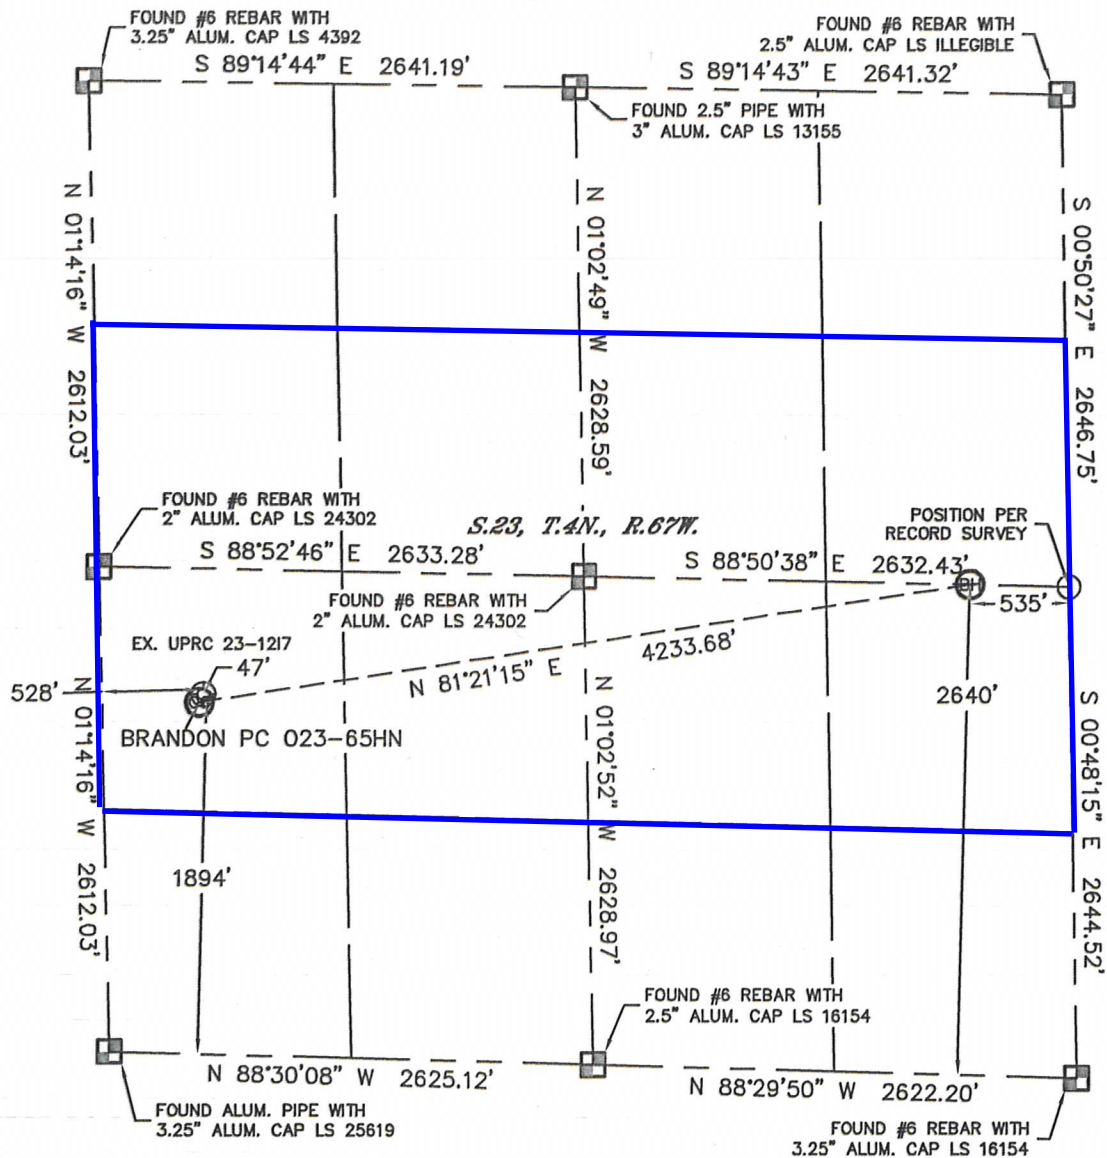 FOUND #6 REBAR WITH
3.25" ALUM. CAP LS 4392
FOUND #6 REBAR WITH
2.5" ALUM. CAP LS ILLEGIBLE
S 89°14'44" E 2641.19'
S 89°14'43" E 2641.32'
FOUND 2.5" PIPE WITH
3" ALUM. CAP LS 13155
N 01°14'16" W 2612.03'
N 01°02'49" W 2628.59'
S 00°50'27" E 2646.75'
FOUND #6 REBAR WITH
2" ALUM. CAP LS 24302
S.23, T.4N., R.67W.
POSITION PER
RECORD SURVEY
S 88°52'46" E 2633.28'
S 88°50'38" E 2632.43'
BH
535'
FOUND #6 REBAR WITH
2" ALUM. CAP LS 24302
EX. UPRC 23-12I7
47'
4233.68'
N 81°21'15" E
528'
2640'
BRANDON PC O23-65HN
N 01°14'16" W 2612.03'
N 01°02'52" W 2628.97'
S 00°48'15" E 2644.52'
1894'
FOUND #6 REBAR WITH
2.5" ALUM. CAP LS 16154
N 88°30'08" W 2625.12'
N 88°29'50" W 2622.20'
FOUND ALUM. PIPE WITH
3.25" ALUM. CAP LS 25619
FOUND #6 REBAR WITH
3.25" ALUM. CAP LS 16154